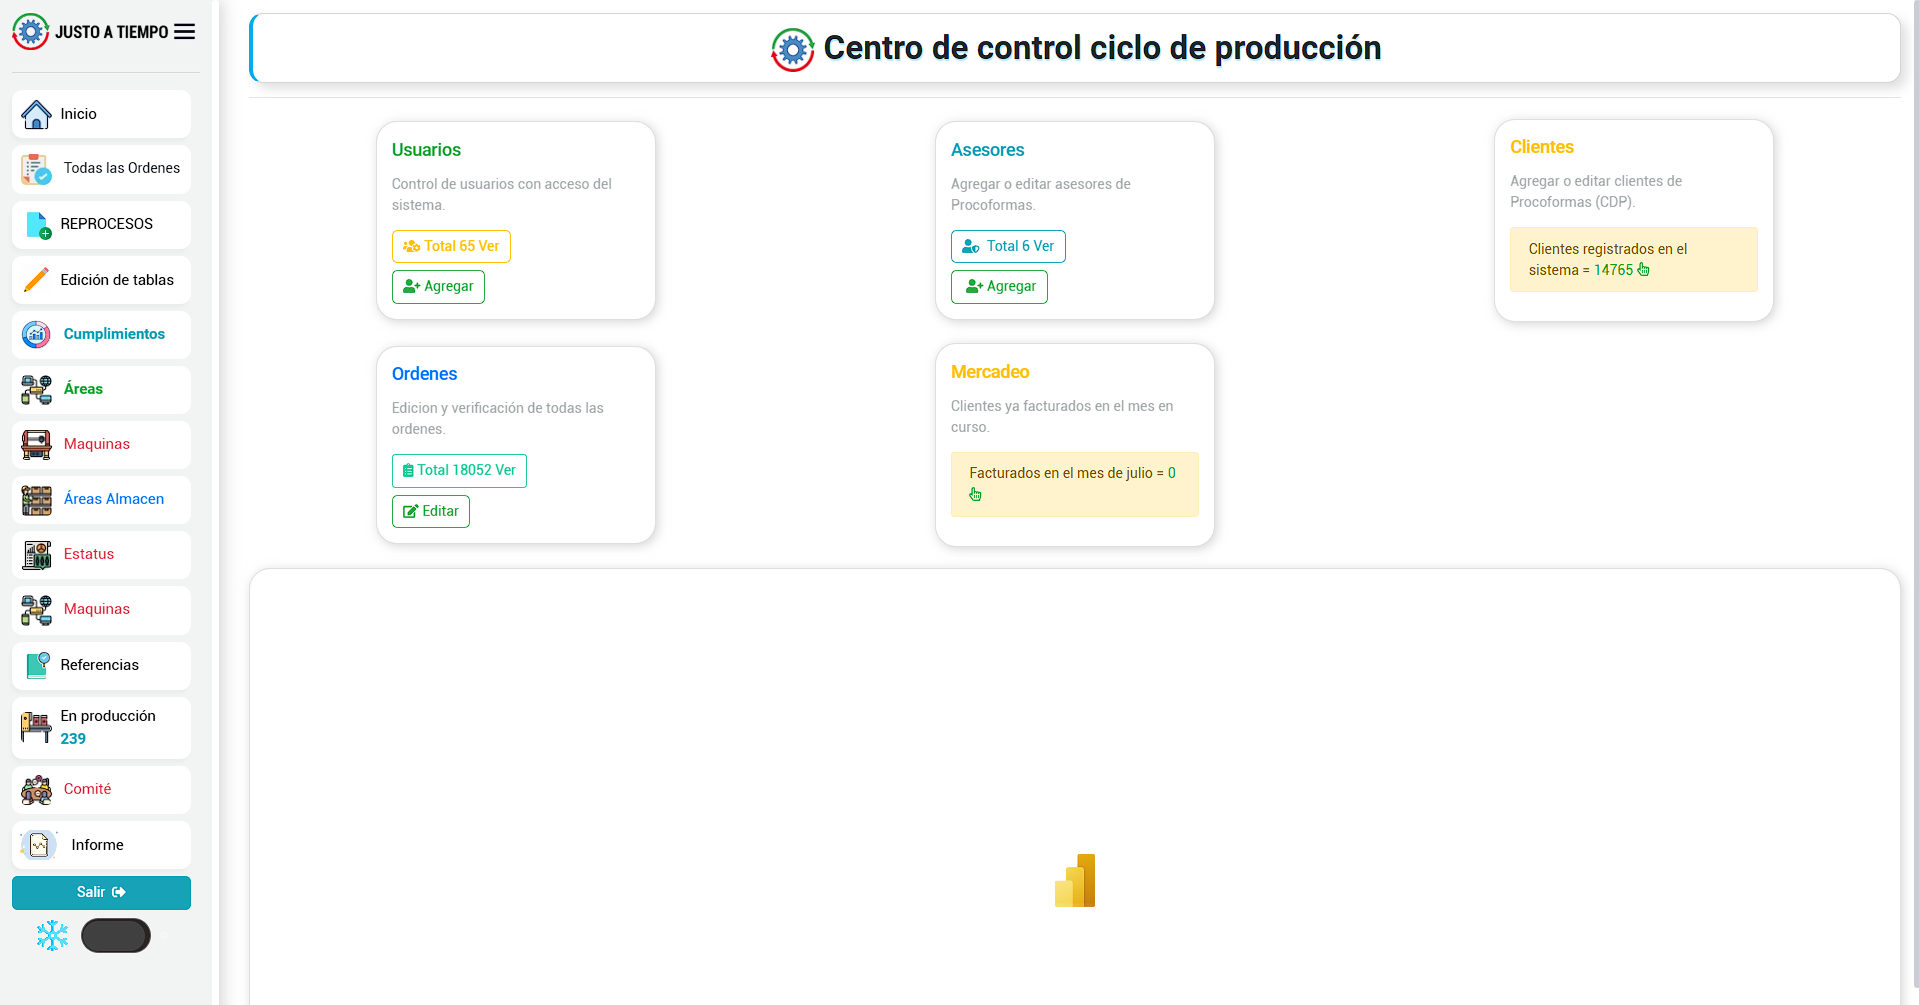 JUSTO A TIEMPO
Inicio
Todas las Ordenes
REPROCESOS
Edición de tablas
Cumplimientos
Áreas
Maquinas
Áreas Almacen
Estatus
Maquinas
Referencias
En producción
239
Comité
Informe
Salir
Centro de control ciclo de producción
Usuarios
Control de usuarios con acceso del
sistema.
Total 65 Ver
Agregar
Asesores
Agregar o editar asesores de
Procoformas.
Total 6 Ver
Agregar
Clientes
Agregar o editar clientes de
Procoformas (CDP).
Clientes registrados en el
sistema = 14765
Ordenes
Edicion y verificación de todas las
ordenes.
Total 18052 Ver
Editar
Mercadeo
Clientes ya facturados en el mes en
curso.
Facturados en el mes de julio = 0